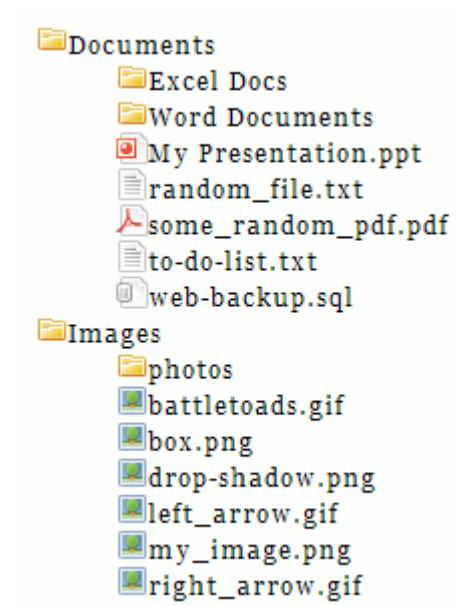 Documents
Excel Docs
Word Documents
My Presentation.ppt
random_file.txt
some_random_pdf.pdf
to-do-list.txt
web-backup.sql
Images
photos
battletoads.gif
box.png
drop-shadow.png
left_arrow.gif
my_image.png
right_arrow.gif